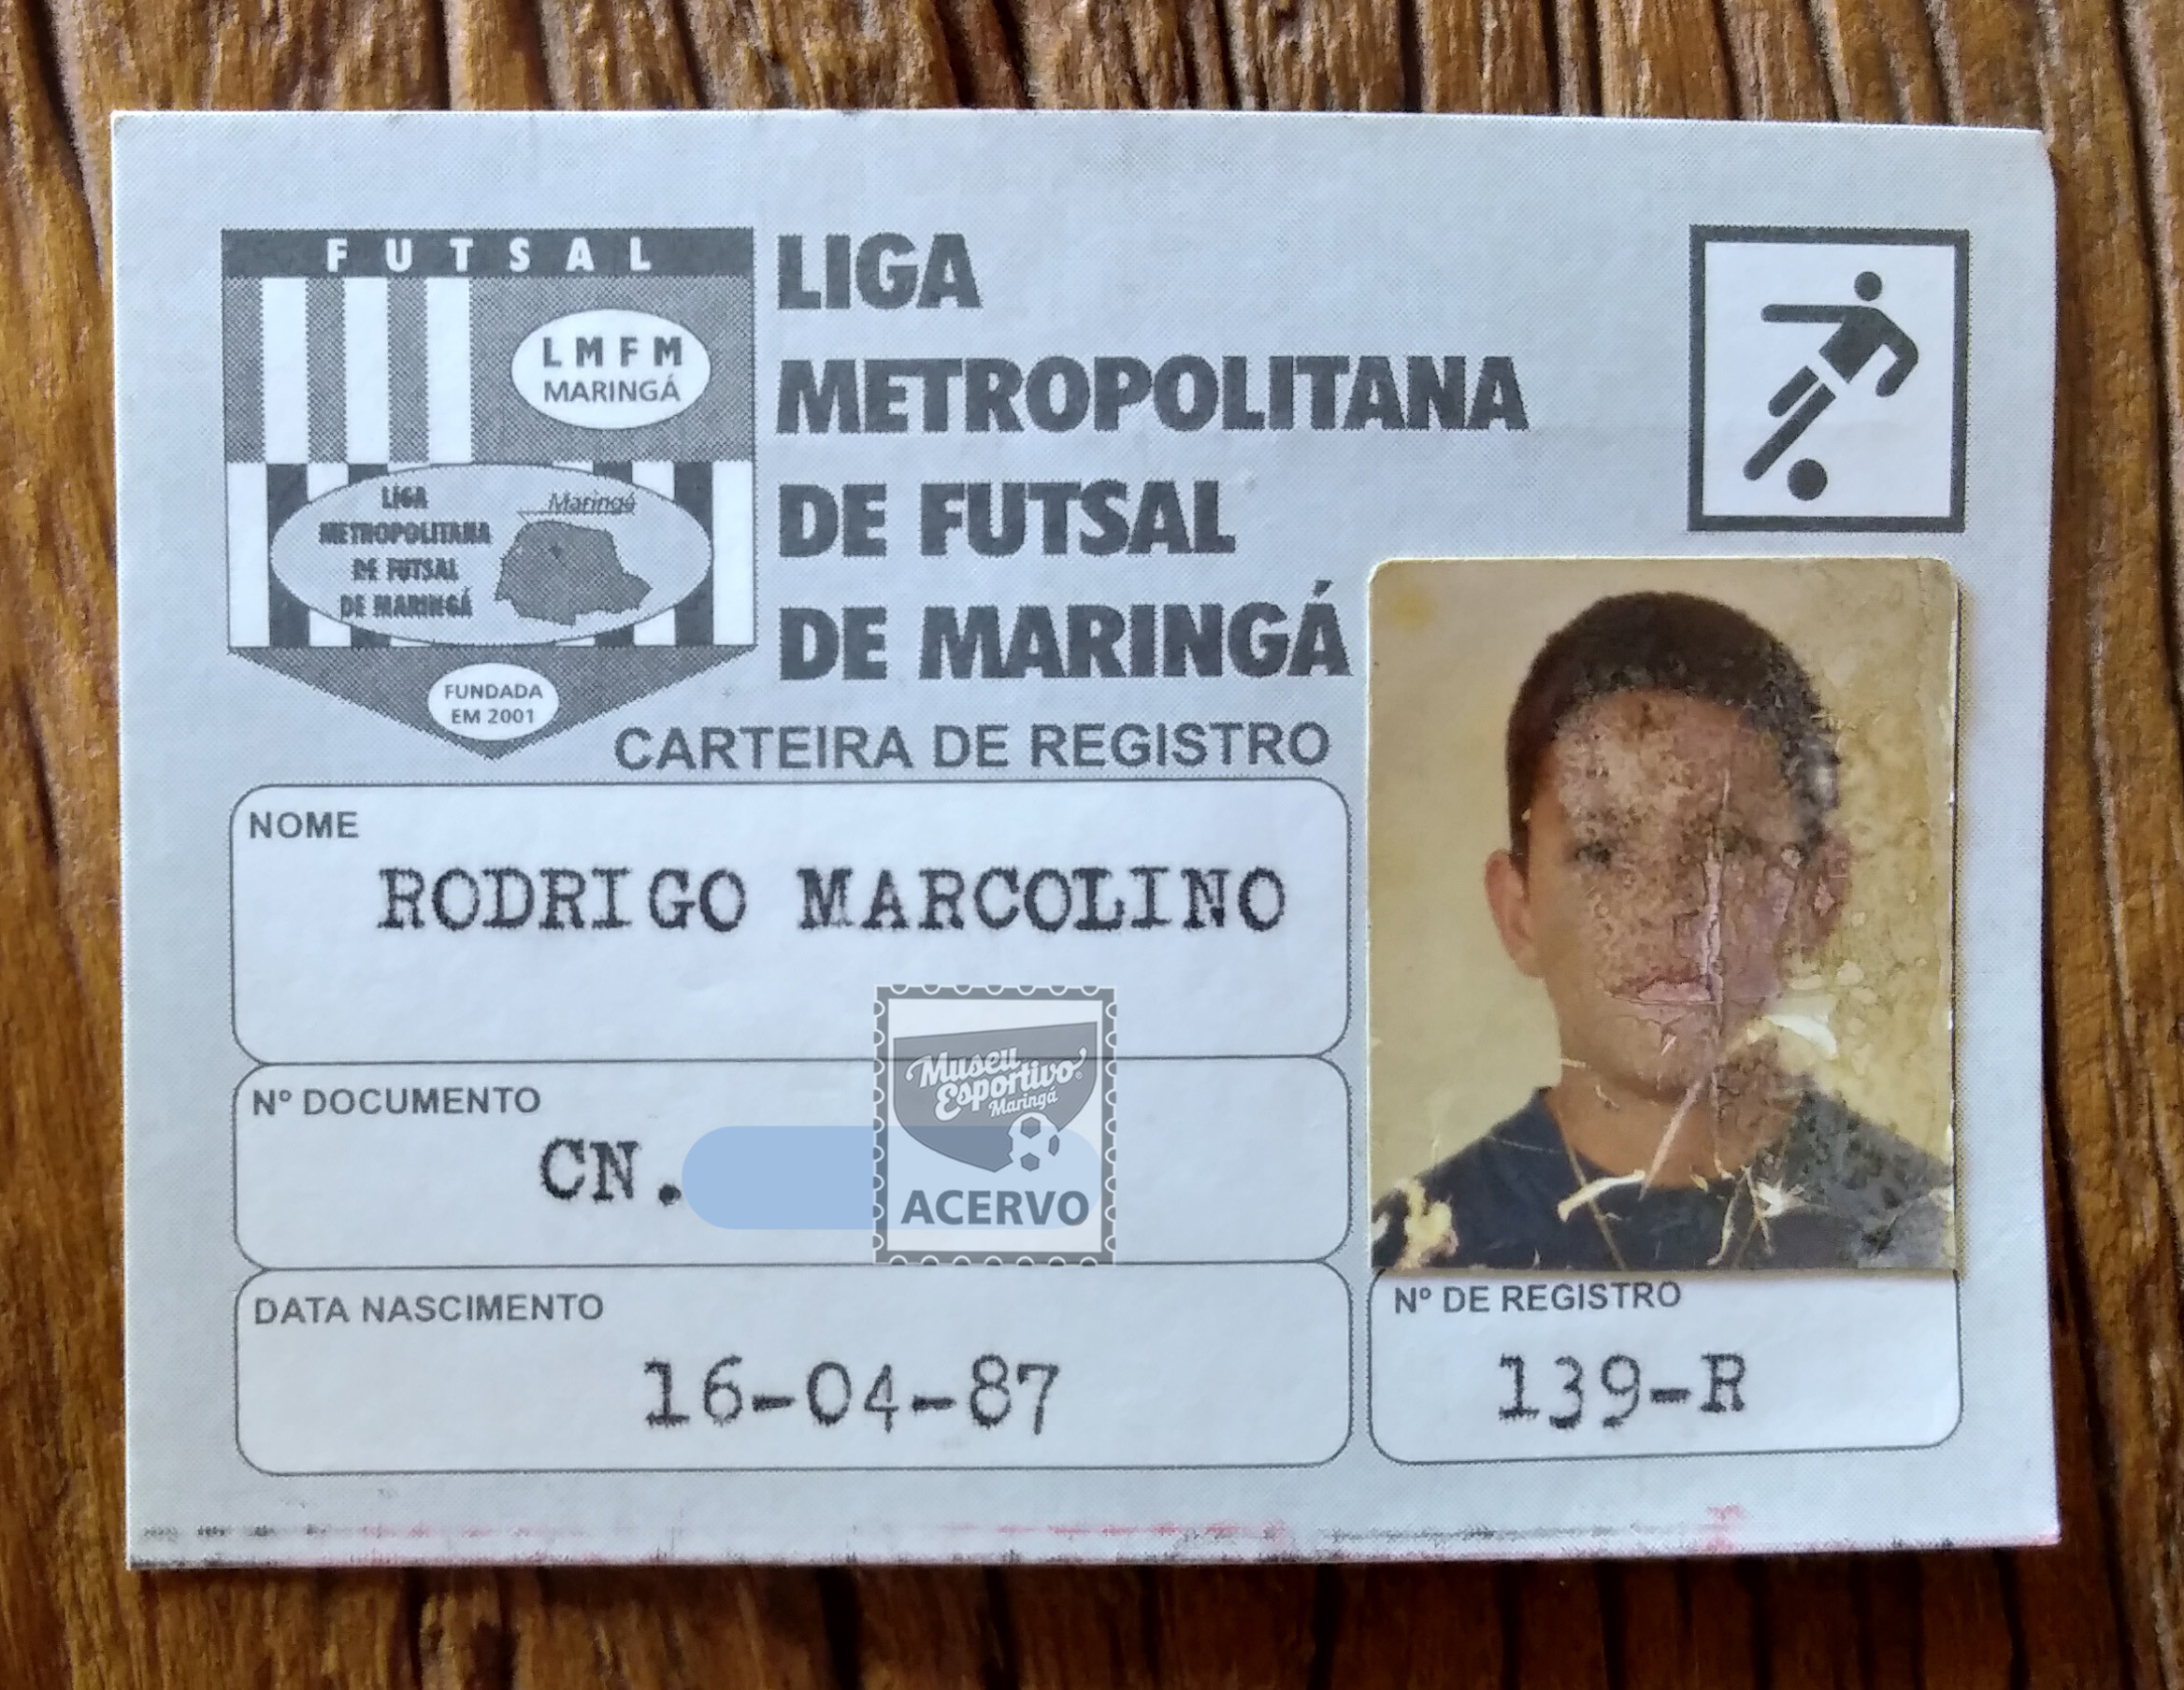 FUTSAL
LMFM
MARINGÁ
LIGA
METROPOLITANA
DE FUTSAL
DE MARINGÁ
Maringá
FUNDADA
EM 2001
LIGA
METROPOLITANA
DE FUTSAL
DE MARINGÁ
CARTEIRA DE REGISTRO
NOME
RODRIGO MARCOLINO
Nº DOCUMENTO
CN.
Museu
Esportivo
Maringá
ACERVO
DATA NASCIMENTO
16-04-87
Nº DE REGISTRO
139-R